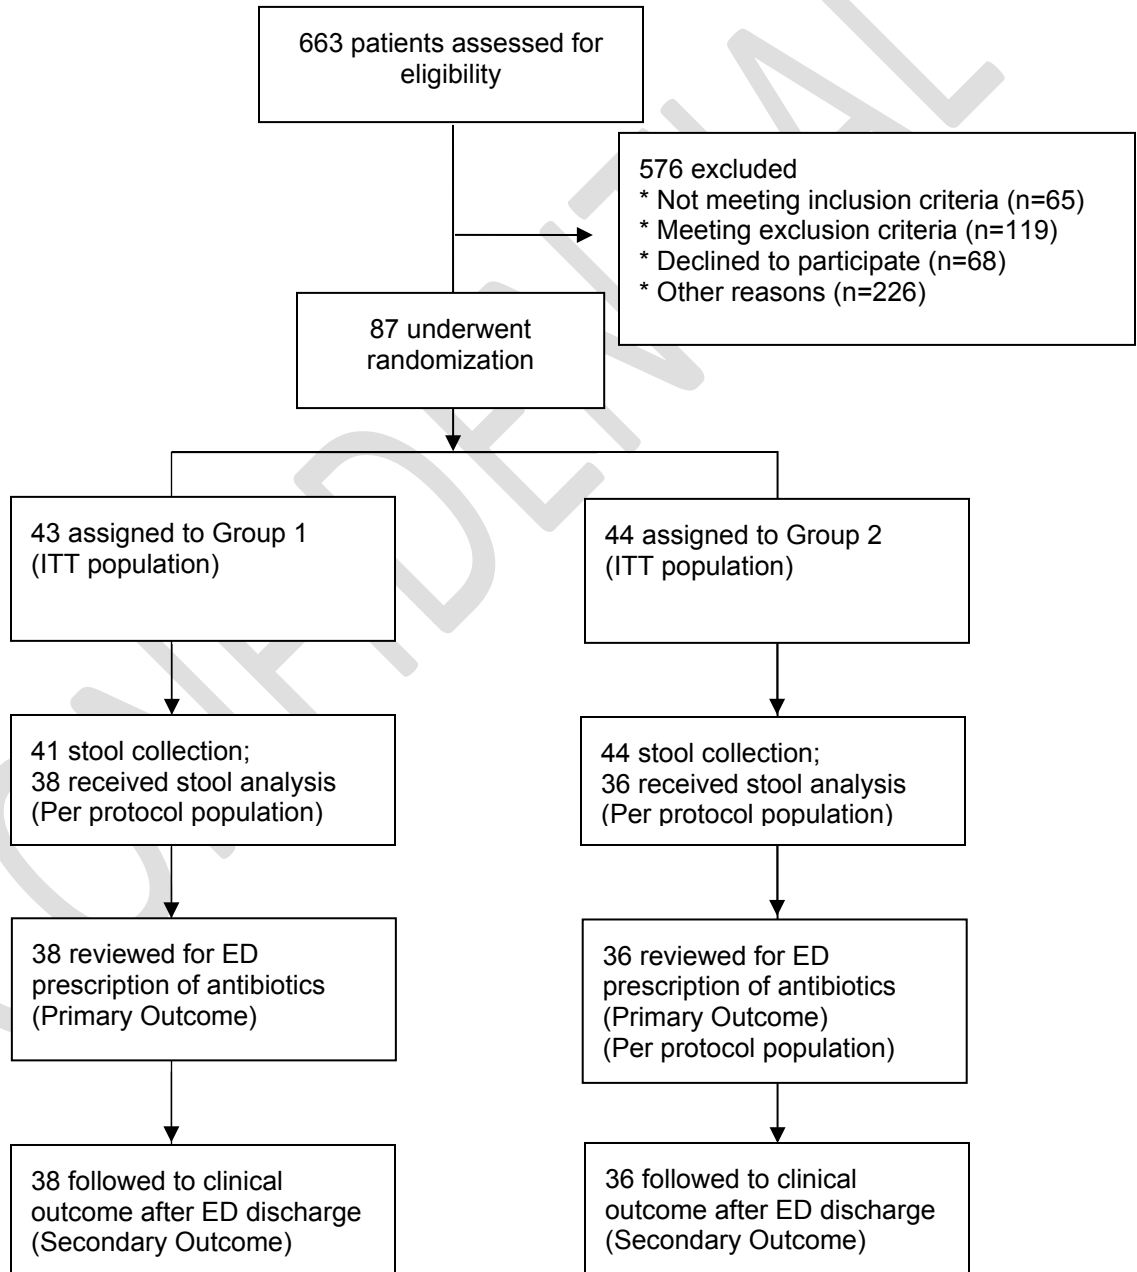 663 patients assessed for
eligibility
576 excluded
* Not meeting inclusion criteria (n=65)
* Meeting exclusion criteria (n=119)
* Declined to participate (n=68)
* Other reasons (n=226)
87 underwent
randomization
43 assigned to Group 1
(ITT population)
44 assigned to Group 2
(ITT population)
41 stool collection;
38 received stool analysis
(Per protocol population)
44 stool collection;
36 received stool analysis
(Per protocol population)
38 reviewed for ED
prescription of antibiotics
(Primary Outcome)
36 reviewed for ED
prescription of antibiotics
(Primary Outcome)
(Per protocol population)
38 followed to clinical
outcome after ED discharge
(Secondary Outcome)
36 followed to clinical
outcome after ED discharge
(Secondary Outcome)
CONFIDENTIAL